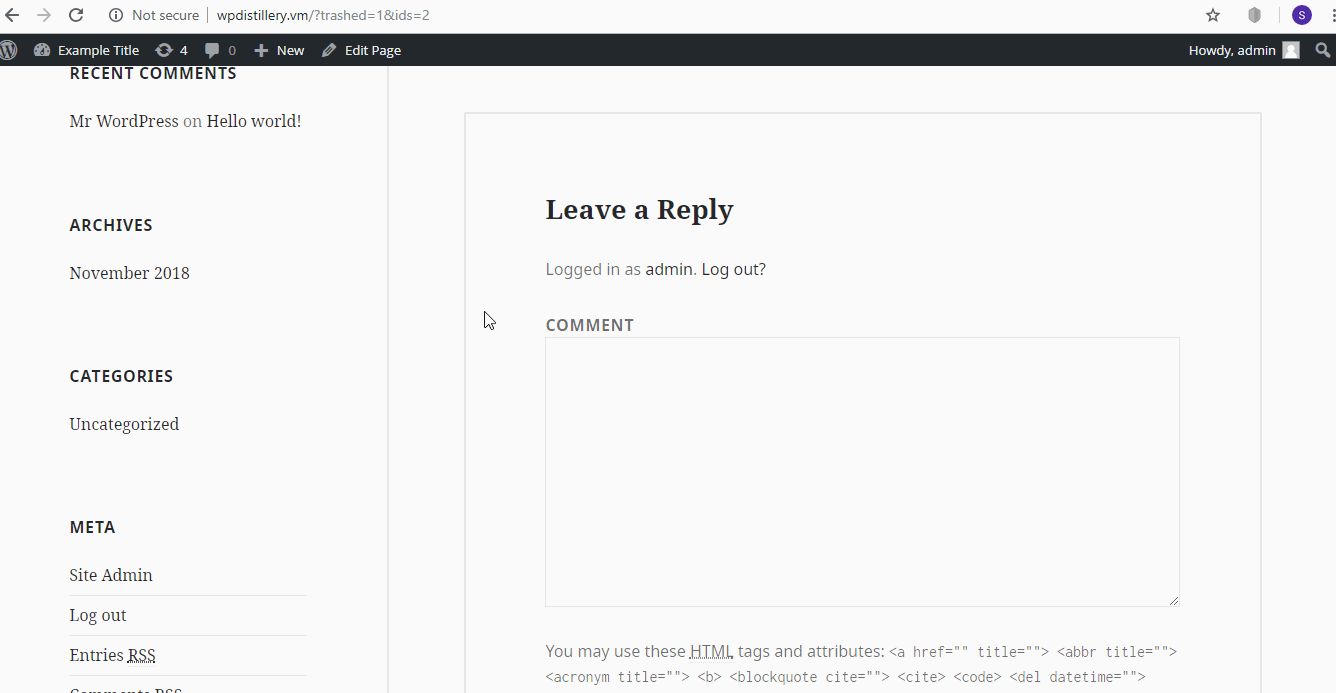 Not secure wpdistillery.vm/?trashed=1&ids=2 S
Example Title 4 0 New Edit Page Howdy, admin
RECENT COMMENTS
Mr WordPress on Hello world!
ARCHIVES
November 2018
CATEGORIES
Uncategorized
META
Site Admin
Log out
Entries RSS
Comments RSS
Leave a Reply
Logged in as admin. Log out?
COMMENT
You may use these HTML tags and attributes: <a href="" title=""> <abbr title="">
<acronym title=""> <b> <blockquote cite=""> <cite> <code> <del datetime="">